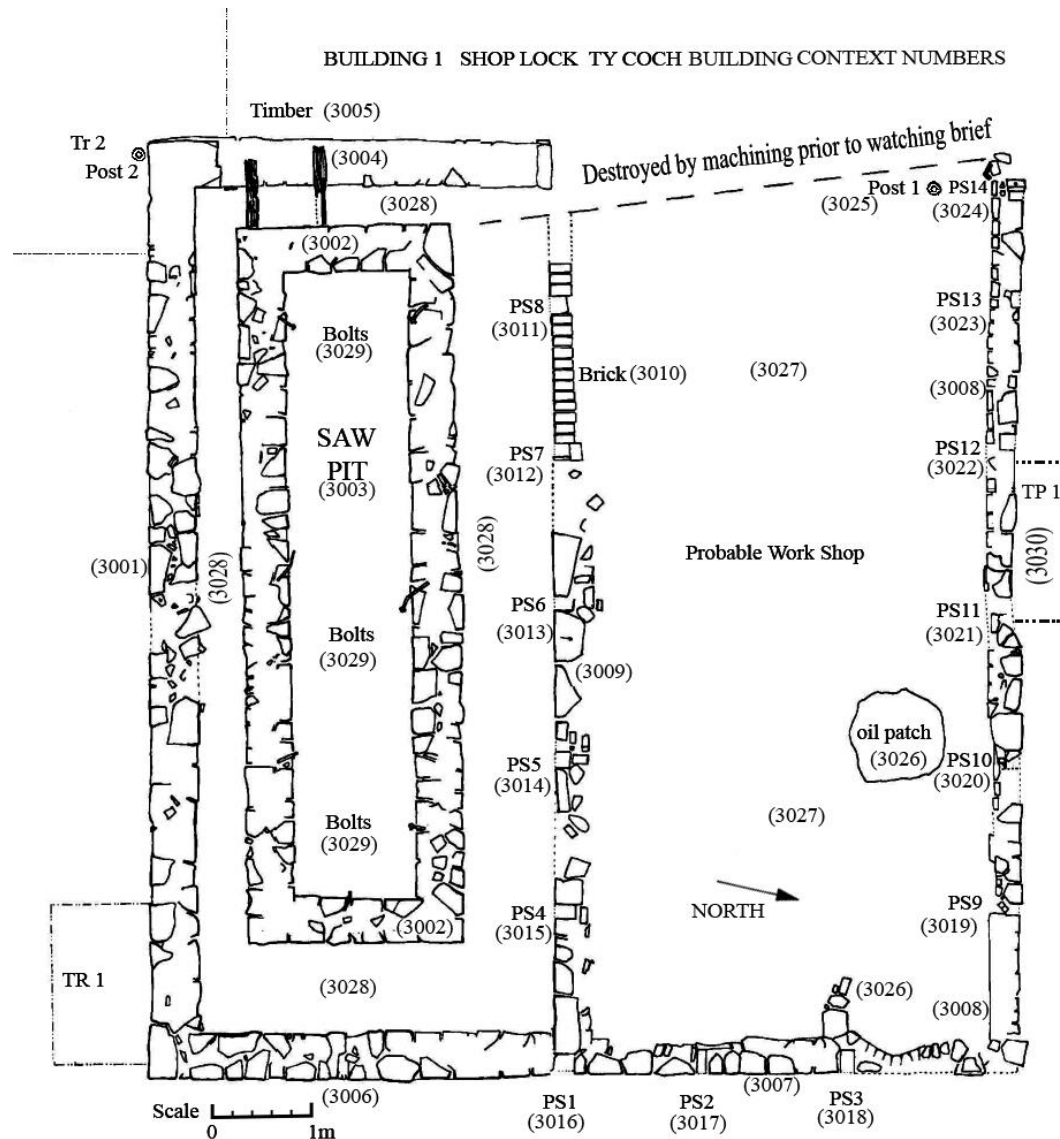 BUILDING 1 SHOP LOCK TY COCH BUILDING CONTEXT NUMBERS
Timber (3005)
Tr 2
Post 2
(3004)
Destroyed by machining prior to watching brief
(3028)
(3025)
Post 1
PS14
(3024)
(3002)
PS8
(3011)
PS13
(3023)
Bolts
(3029)
Brick (3010)
(3027)
(3008)
SAW
PIT
(3003)
PS7
(3012)
PS12
(3022)
TP 1
(3030)
(3001)
(3028)
(3028)
Probable Work Shop
PS6
(3013)
PS11
(3021)
Bolts
(3029)
(3009)
oil patch
(3026)
PS5
(3014)
PS10
(3020)
Bolts
(3029)
(3027)
NORTH
PS4
(3015)
PS9
(3019)
(3002)
TR 1
(3028)
(3026)
(3008)
(3006)
(3007)
Scale
0 1m
PS1
(3016)
PS2
(3017)
PS3
(3018)